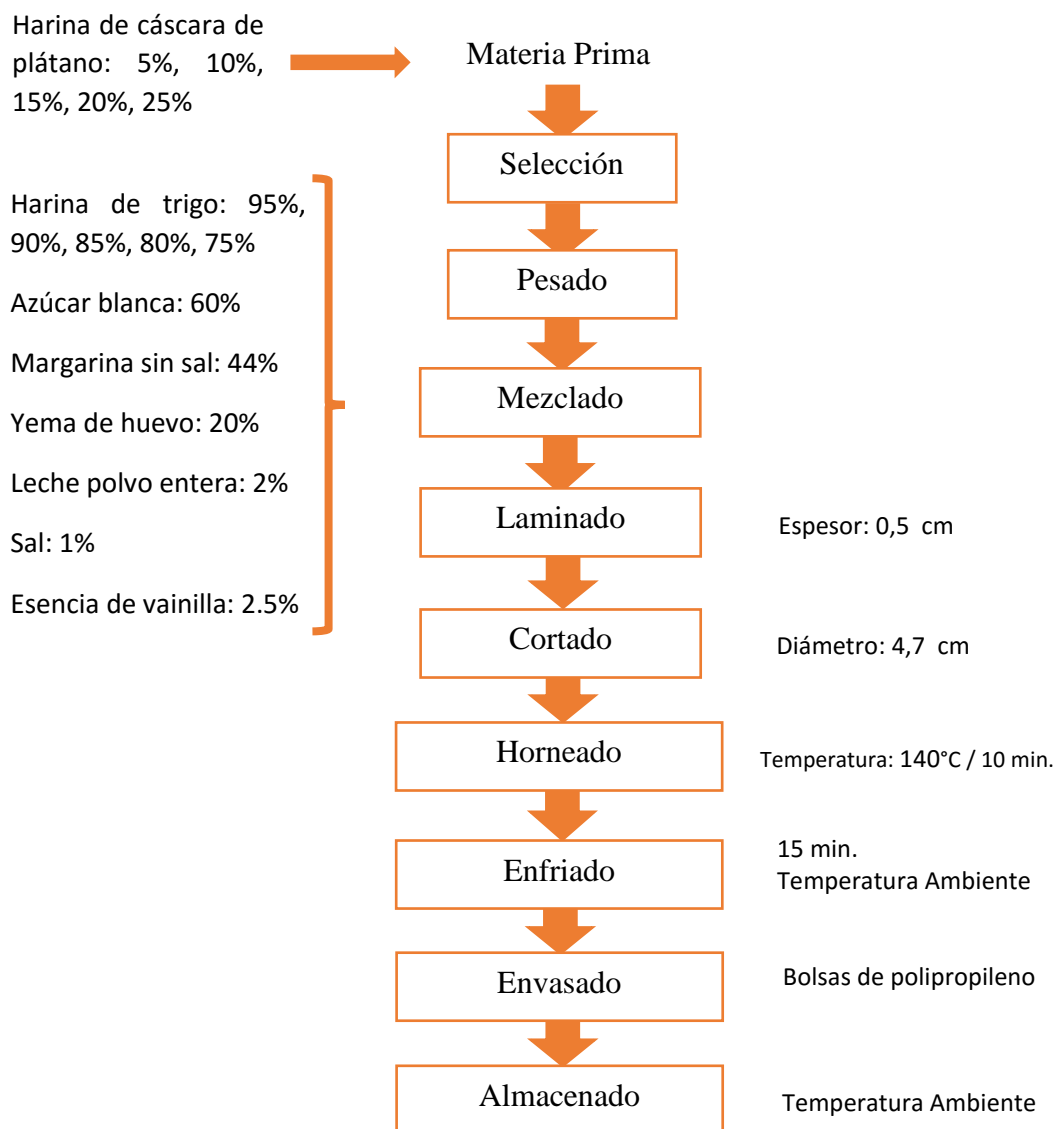 Harina de cáscara de
plátano: 5%, 10%,
15%, 20%, 25%
Materia Prima
Selección
Harina de trigo: 95%,
90%, 85%, 80%, 75%
Azúcar blanca: 60%
Margarina sin sal: 44%
Yema de huevo: 20%
Leche polvo entera: 2%
Sal: 1%
Esencia de vainilla: 2.5%
Pesado
Mezclado
Laminado
Espesor: 0,5 cm
Cortado
Diámetro: 4,7 cm
Horneado
Temperatura: 140°C / 10 min.
Enfriado
15 min.
Temperatura Ambiente
Envasado
Bolsas de polipropileno
Almacenado
Temperatura Ambiente